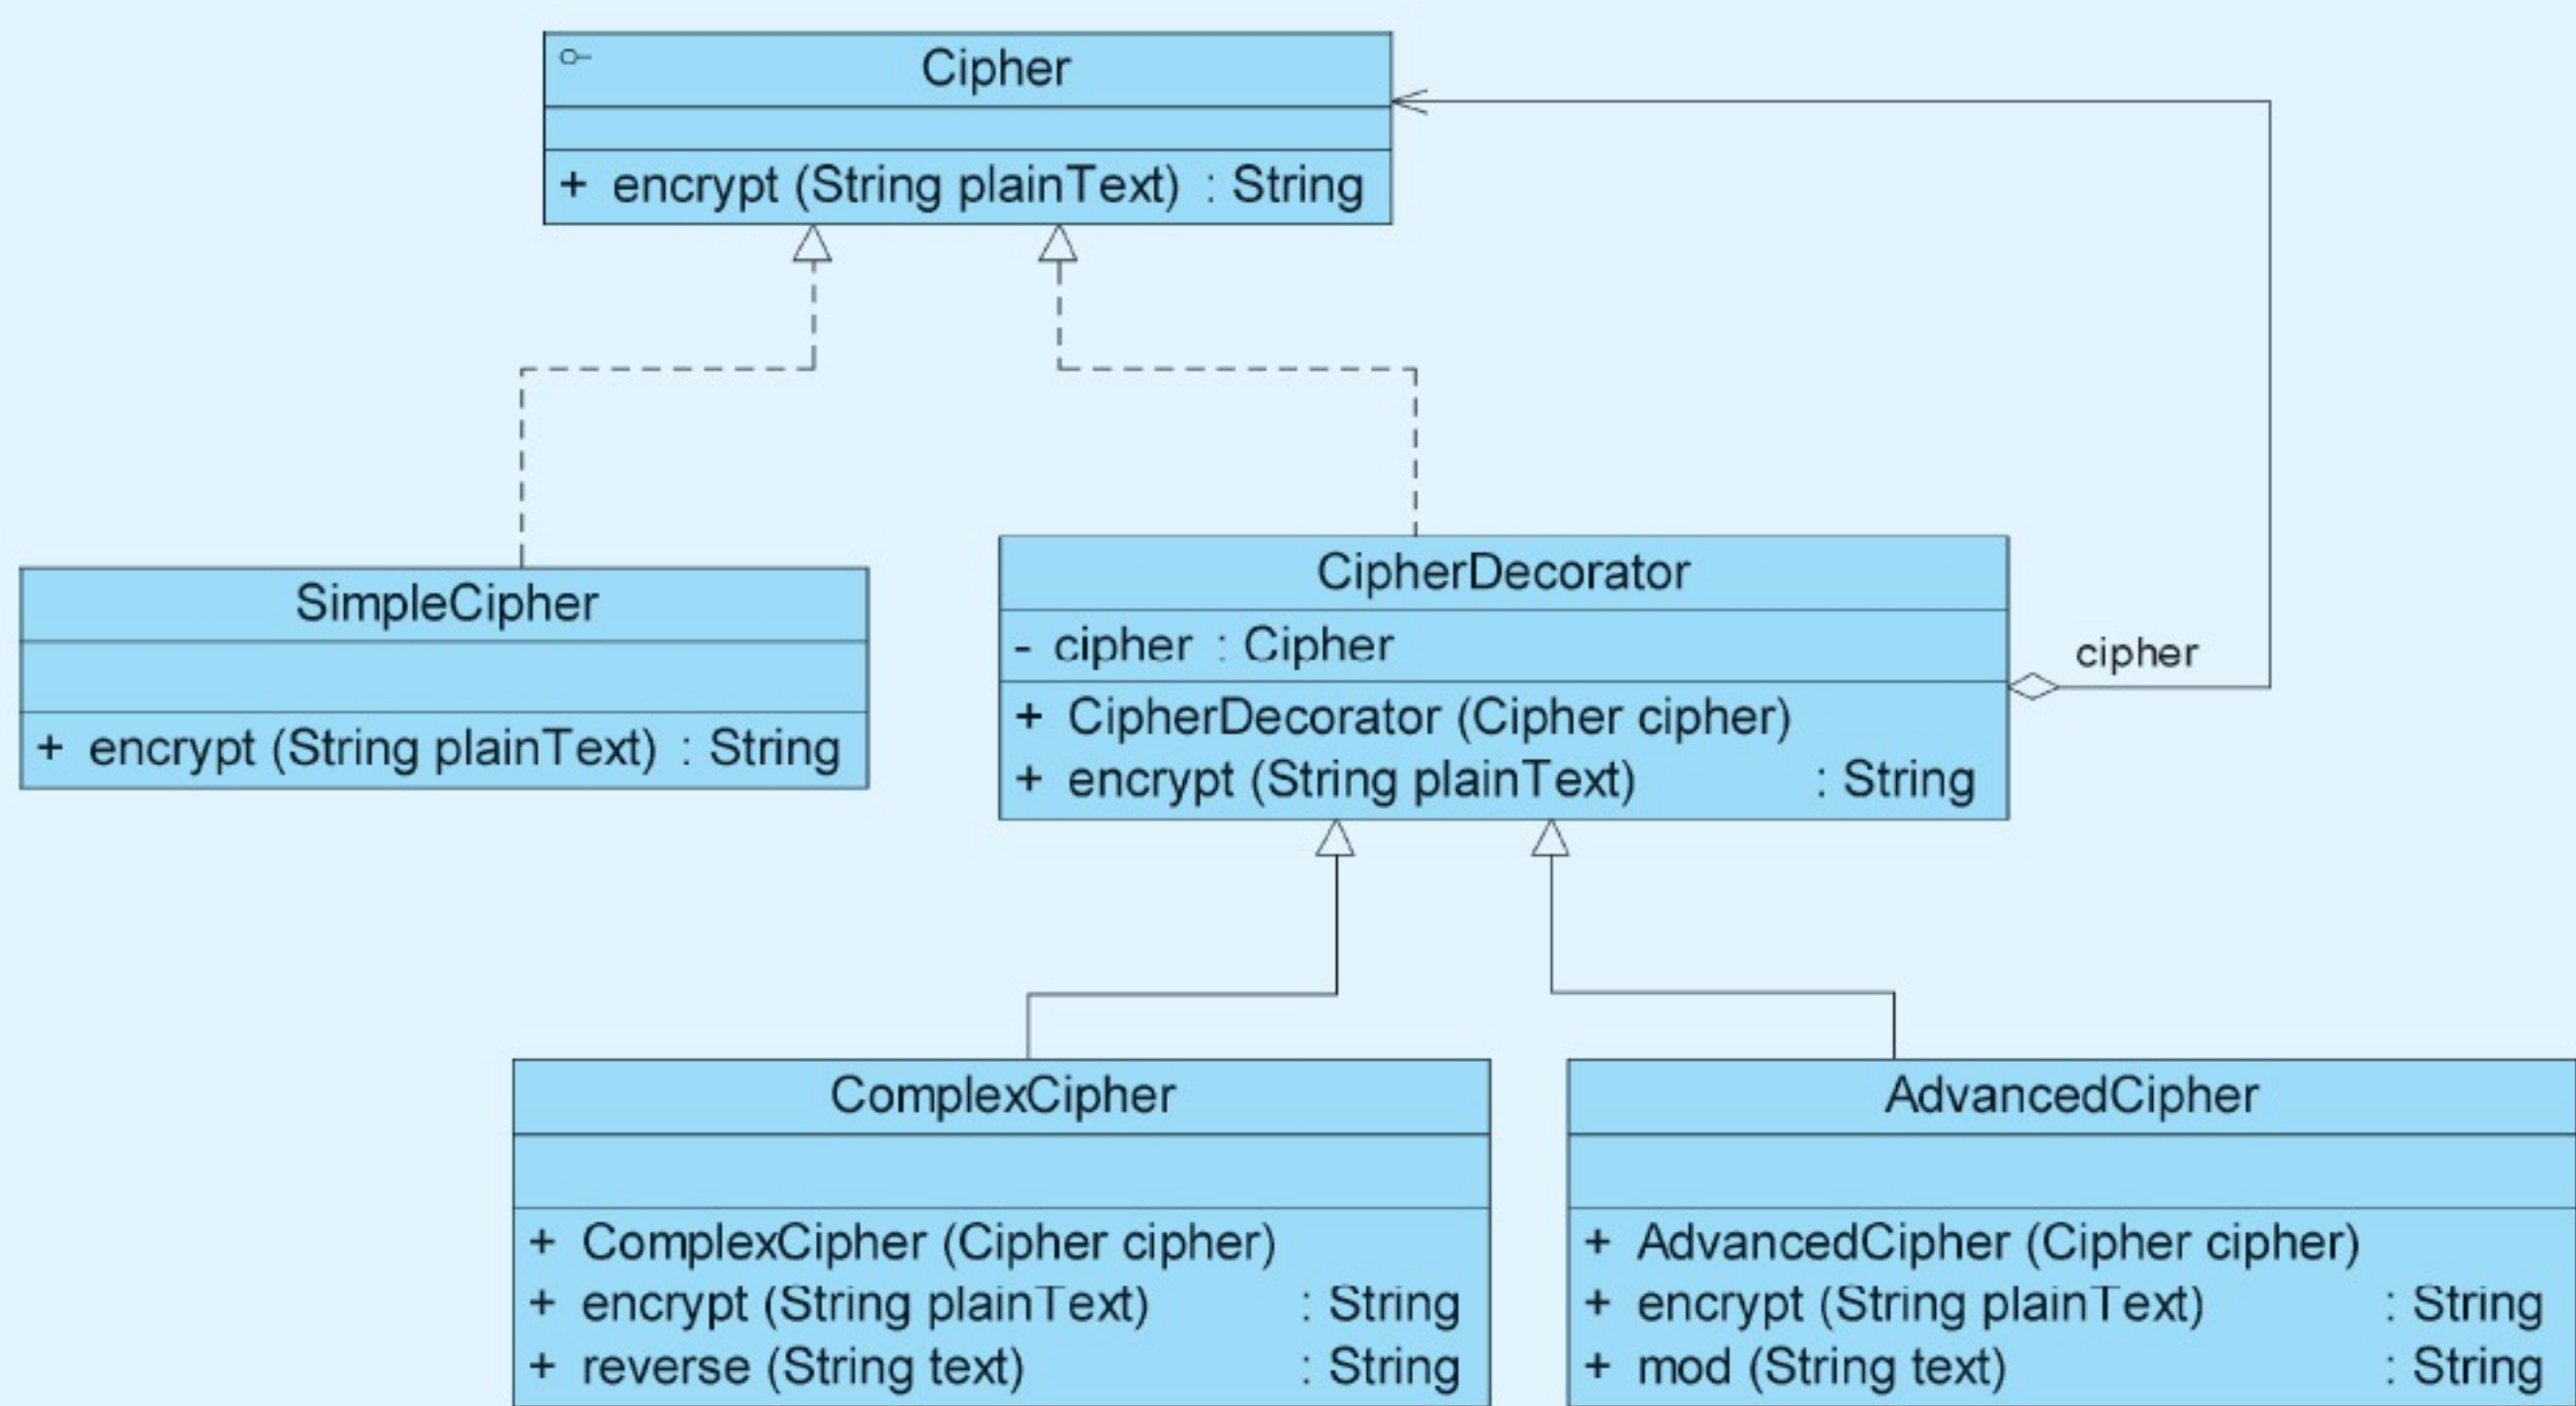 Cipher
+ encrypt (String plainText) : String
SimpleCipher
+ encrypt (String plainText) : String
CipherDecorator
- cipher : Cipher
+ CipherDecorator (Cipher cipher)
+ encrypt (String plainText) : String
cipher
ComplexCipher
+ ComplexCipher (Cipher cipher)
+ encrypt (String plainText) : String
+ reverse (String text) : String
AdvancedCipher
+ AdvancedCipher (Cipher cipher)
+ encrypt (String plainText) : String
+ mod (String text) : String